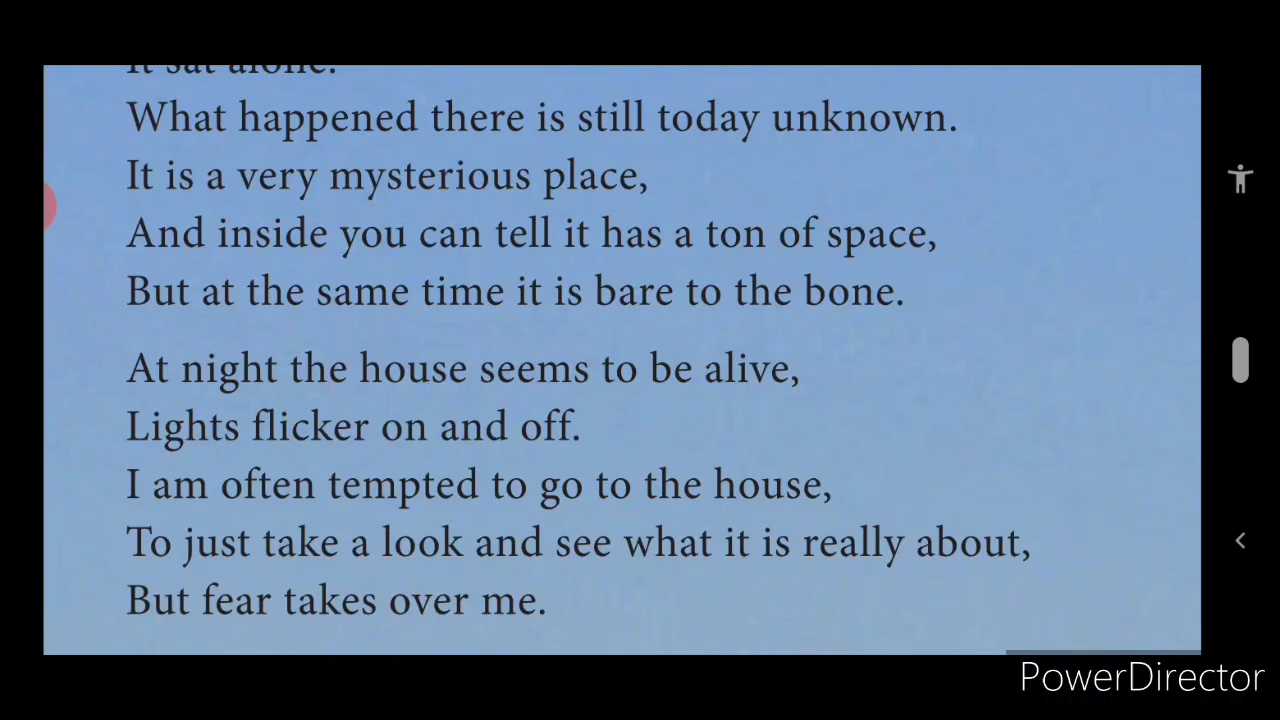 It sat alone.
What happened there is still today unknown.
It is a very mysterious place,
And inside you can tell it has a ton of space,
But at the same time it is bare to the bone.
At night the house seems to be alive,
Lights flicker on and off.
I am often tempted to go to the house,
To just take a look and see what it is really about,
But fear takes over me.
PowerDirector